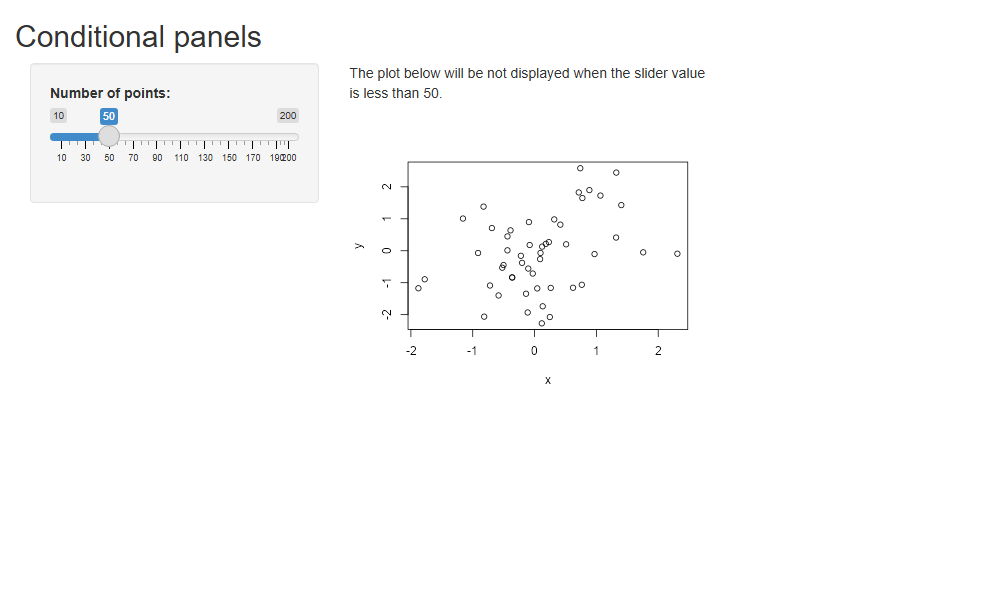 Conditional panels
Number of points:
10 50 200
10 30 50 70 90 110 130 150 170 190 200
The plot below will be not displayed when the slider value
is less than 50.
2
1
0
-1
-2
y
-2 -1 0 1 2
x